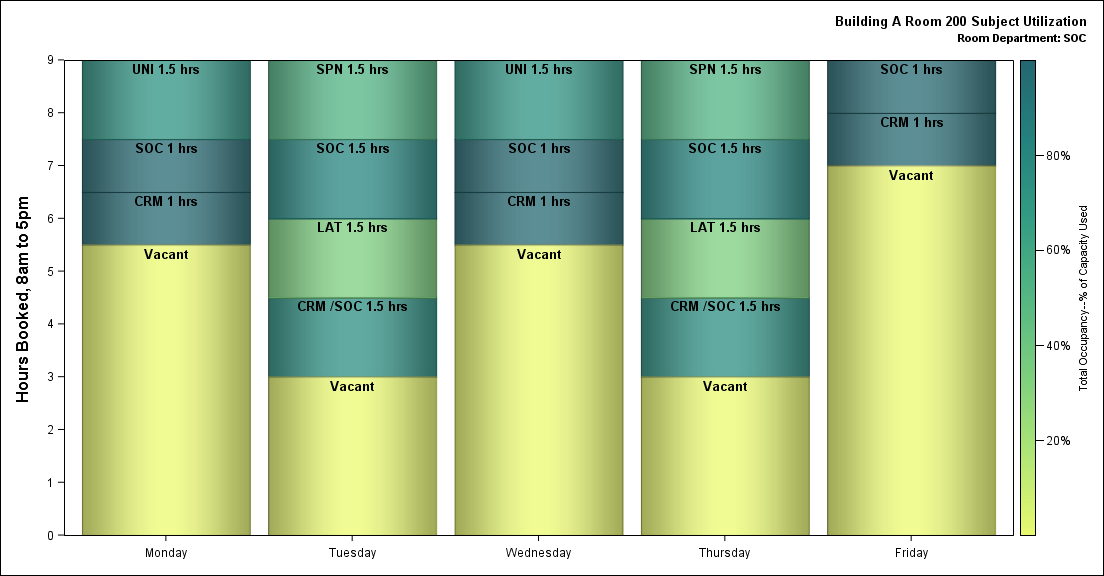 Building A Room 200 Subject Utilization
Room Department: SOC
Hours Booked, 8am to 5pm
9
8
7
6
5
4
3
2
1
0
UNI 1.5 hrs
SOC 1 hrs
CRM 1 hrs
Vacant
Monday
SPN 1.5 hrs
SOC 1.5 hrs
LAT 1.5 hrs
CRM /SOC 1.5 hrs
Vacant
Tuesday
UNI 1.5 hrs
SOC 1 hrs
CRM 1 hrs
Vacant
Wednesday
SPN 1.5 hrs
SOC 1.5 hrs
LAT 1.5 hrs
CRM /SOC 1.5 hrs
Vacant
Thursday
SOC 1 hrs
CRM 1 hrs
Vacant
Friday
80%
60%
40%
20%
Total Occupancy--% of Capacity Used